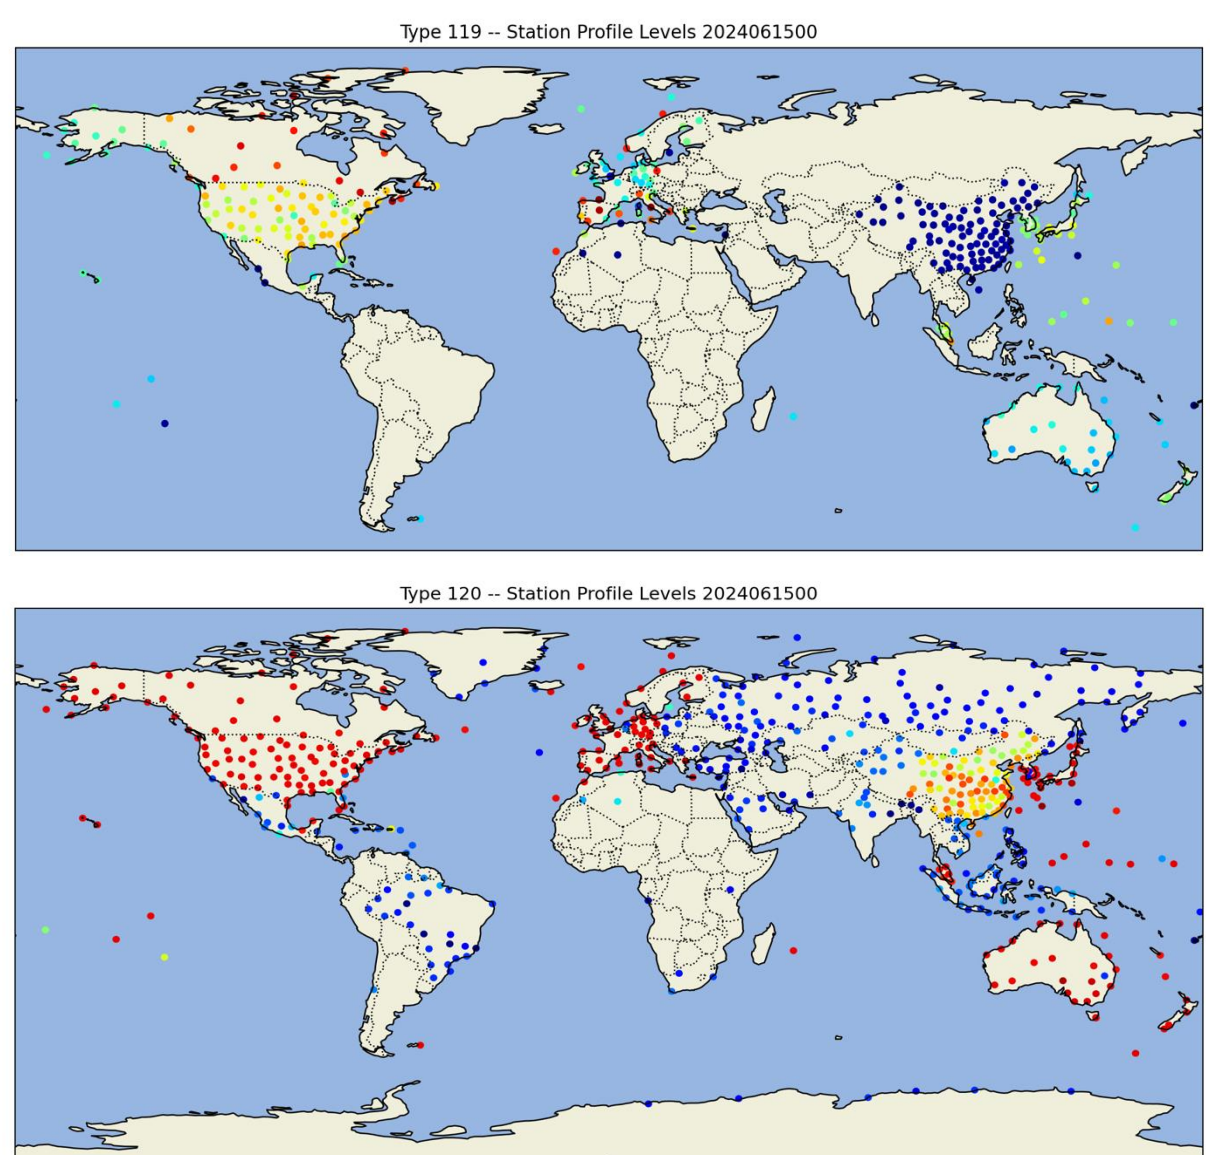 Type 119 -- Station Profile Levels 2024061500
Type 120 -- Station Profile Levels 2024061500